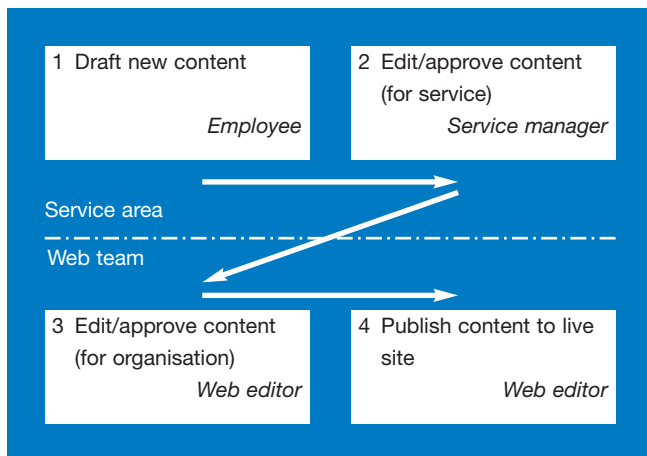 1 Draft new content
Employee
2 Edit/approve content
(for service)
Service manager
Service area
Web team
3 Edit/approve content
(for organisation)
Web editor
4 Publish content to live
site
Web editor